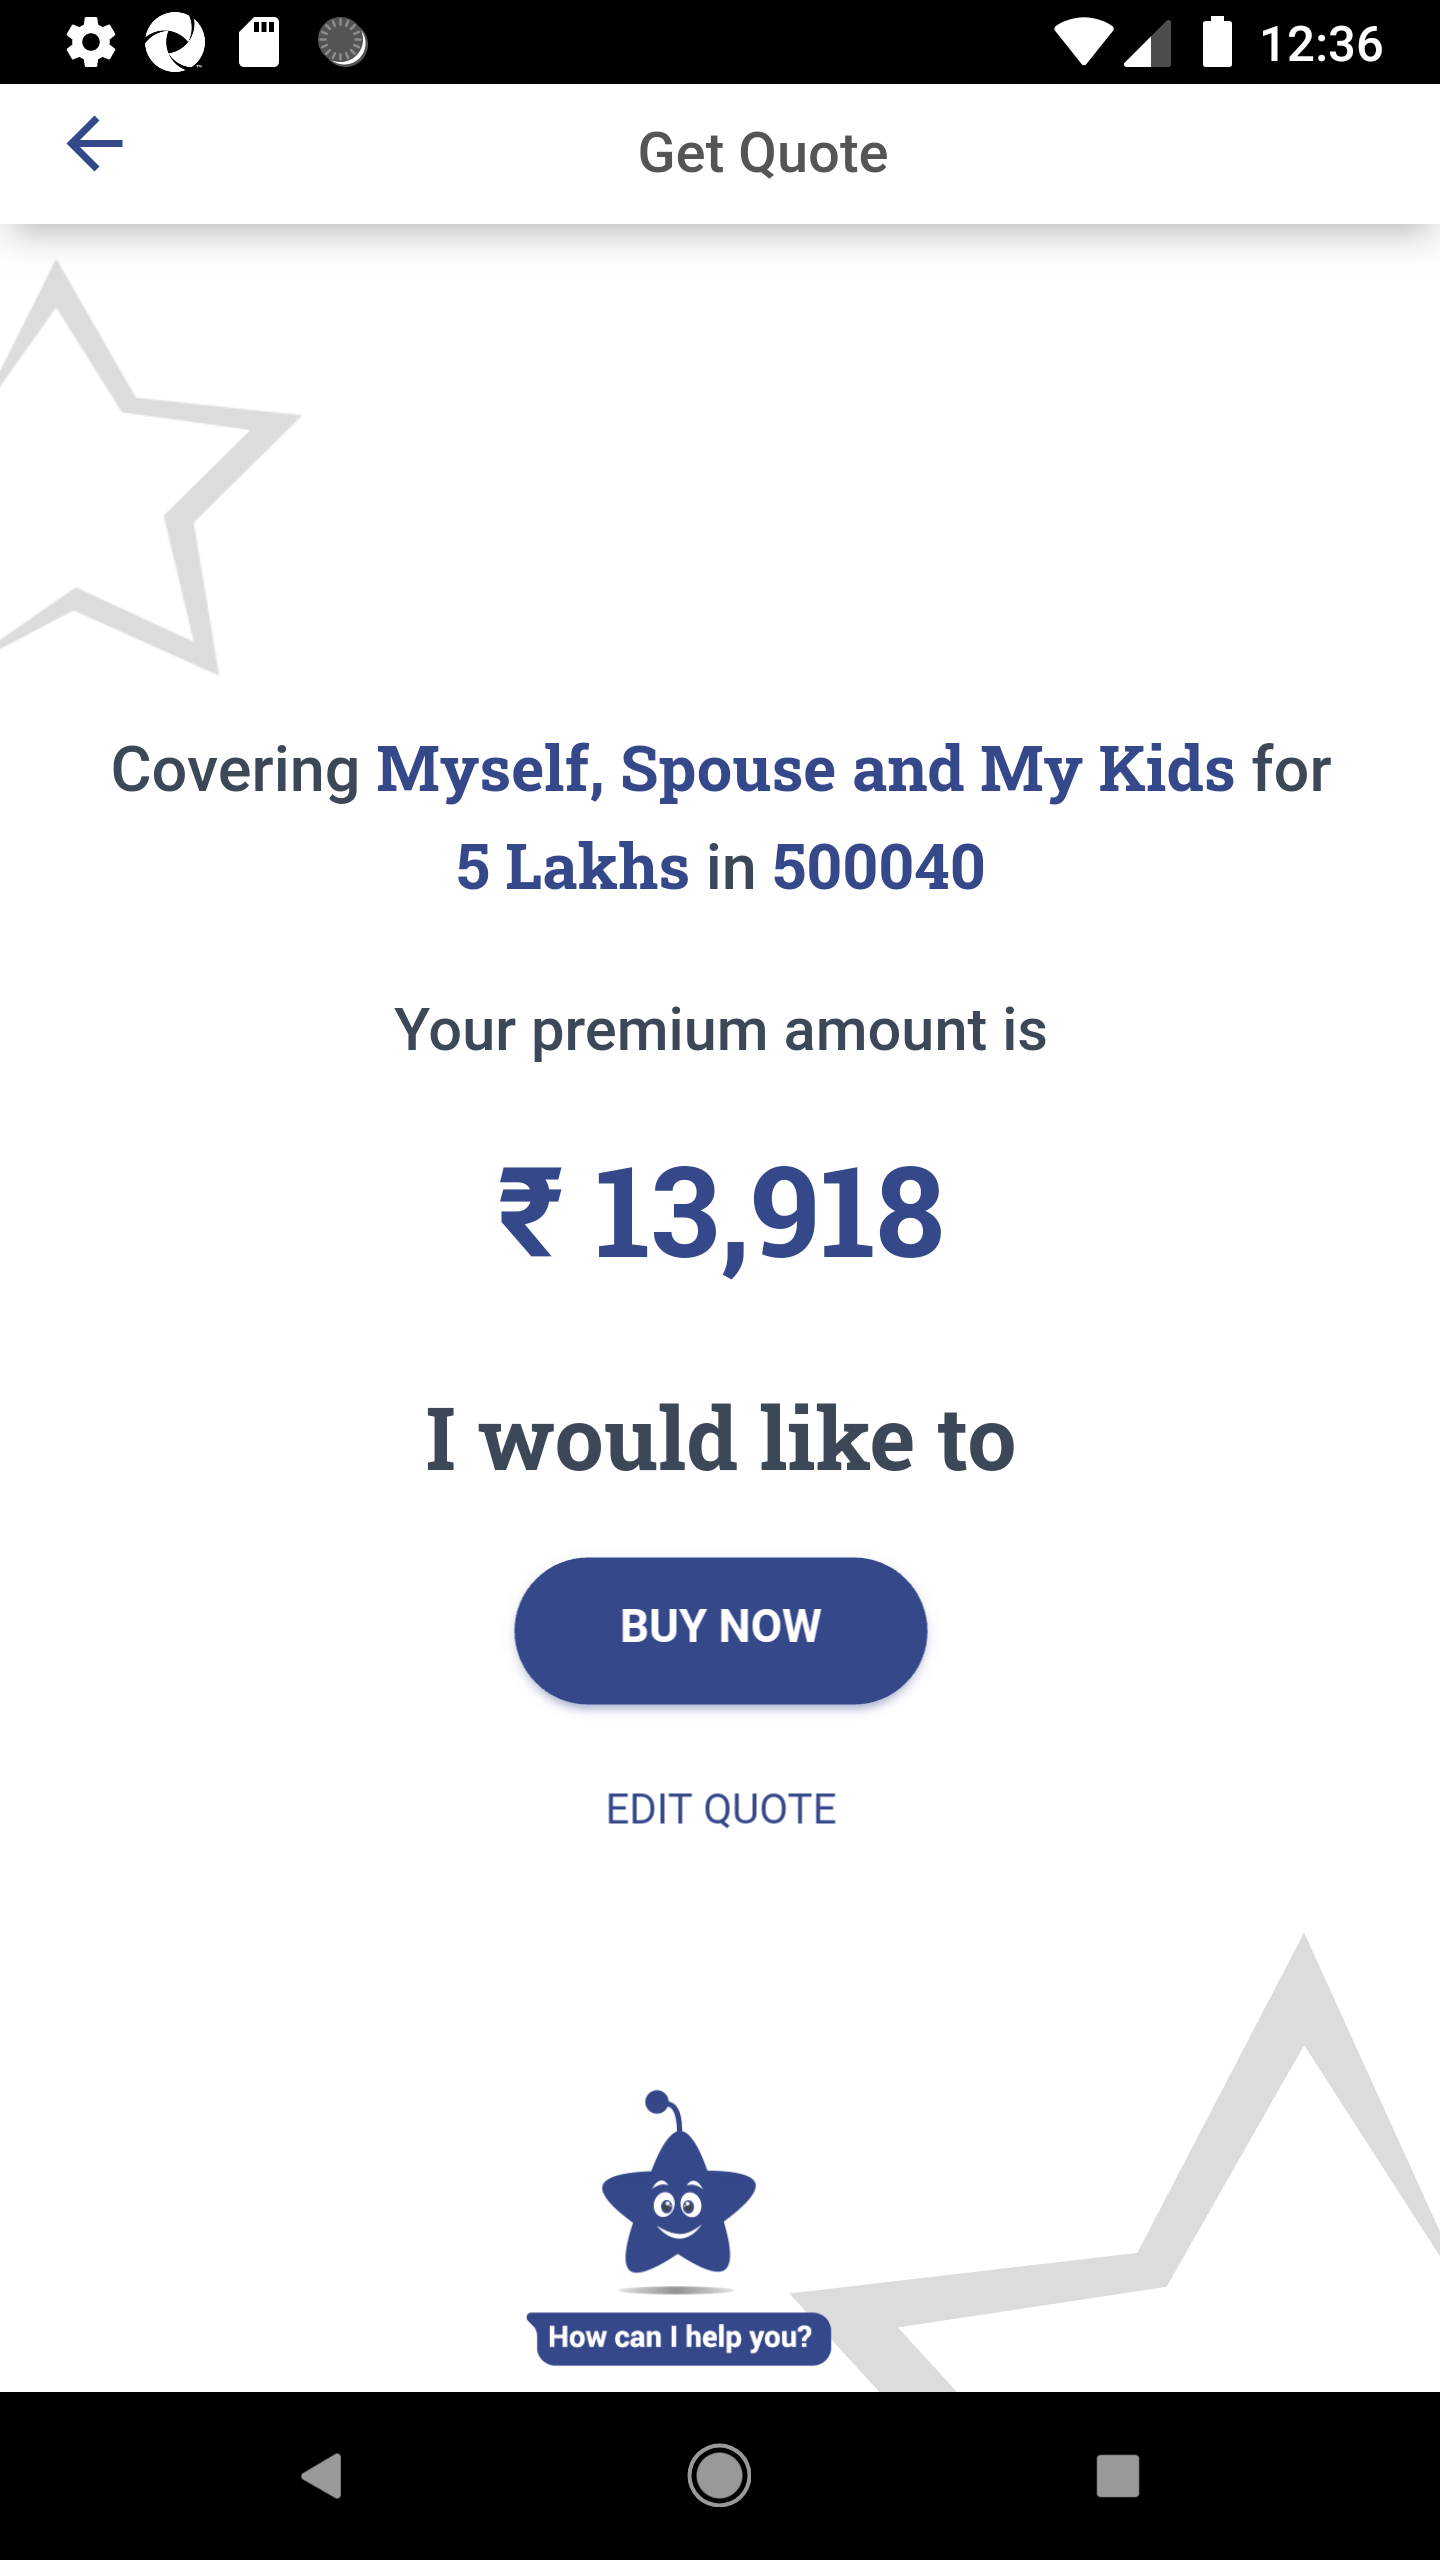 12:36
Get Quote
Covering Myself, Spouse and My Kids for
5 Lakhs in 500040
Your premium amount is
₹ 13,918
I would like to
BUY NOW
EDIT QUOTE
How can I help you?